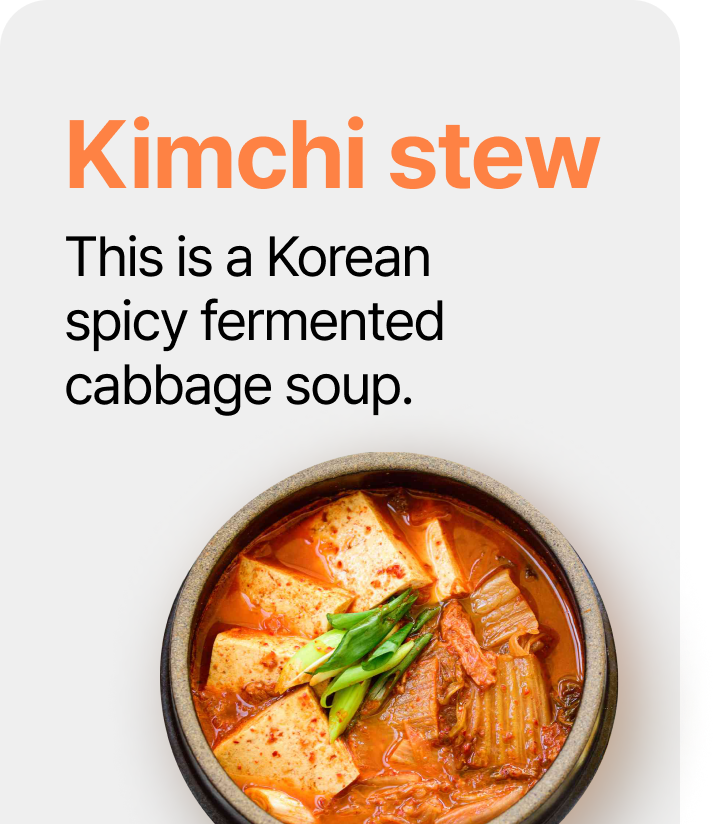 Kimchi stew
This is a Korean
spicy fermented
cabbage soup.